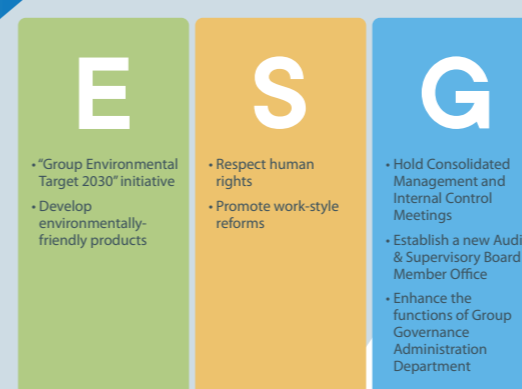 E
• "Group Environmental
Target 2030" initiative
• Develop
environmentally-
friendly products
S
• Respect human
rights
• Promote work-style
reforms
G
• Hold Consolidated
Management and
Internal Control
Meetings
• Establish a new
& Supervisory Board
Member Office
• Enhance the
functions of Group
Governance
Administration
Department